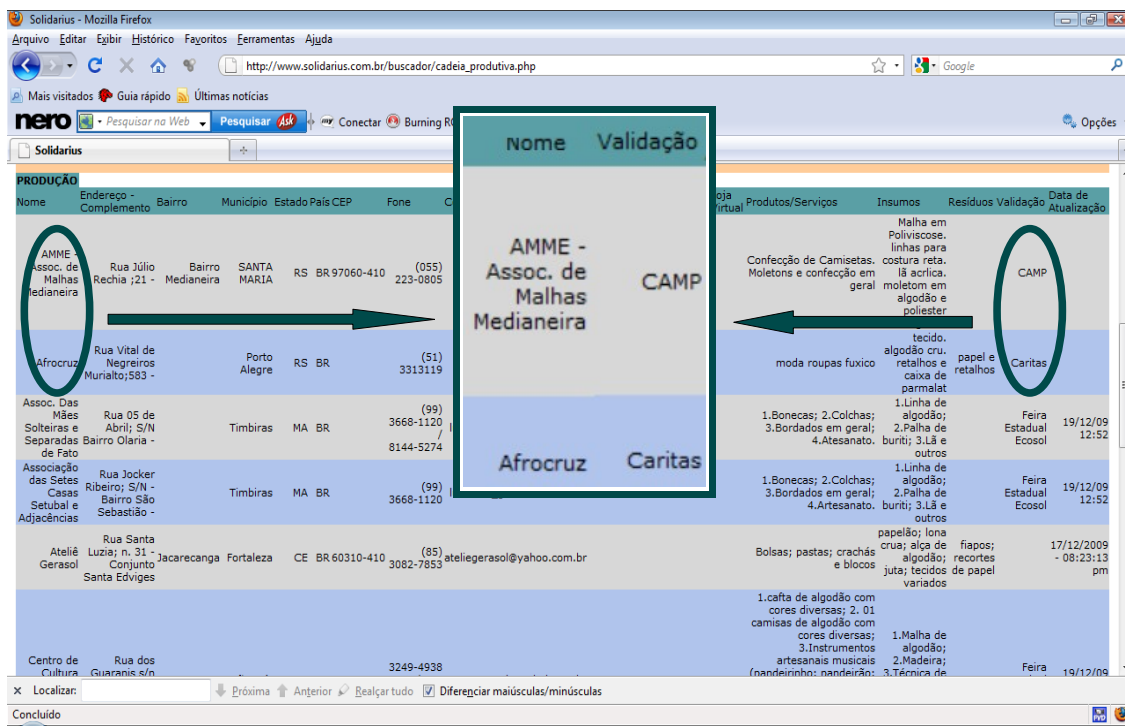 Solidarius - Mozilla Firefox
Arquivo Editar Exibir Histórico Favoritos Ferramentas Ajuda
http://www.solidarius.com.br/buscador/cadeia_produtiva.php
Google
Mais visitados Guia rápido Últimas notícias
nero Pesquisar na Web Pesquisar Ask Conectar Burning Opções
Solidarius
PRODUÇÃO
Nome Endereço - Complemento Bairro Município Estado País CEP Fone Produtos/Serviços Insumos Resíduos Validação Data de Atualização
AMME -
Assoc. de
Malhas
Medianeira
Rua Júlio
Rechia ;21 -
Bairro
Medianeira
SANTA
MARIA
RS BR 97060-410
(055)
223-0805
Confecção de Camisetas.
Moletons e confecção em
geral
Malha em
Poliviscose.
linhas para
costura reta.
lã acrlica.
moletom em
algodão e
poliester
CAMP
Afrocruz
Rua Vital de
Negreiros
Murialto;583 -
Porto
Alegre
RS BR
(51)
3313119
moda roupas fuxico
tecido.
algodão cru.
retalhos e
caixa de
parmalat
papel e
retalhos
Caritas
Assoc. Das
Mães
Solteiras e
Separadas
de Fato
Rua 05 de
Abril; S/N
Bairro Olaria -
Timbiras
MA BR
(99)
3668-1120
/
8144-5274
1.Bonecas; 2.Colchas;
3.Bordados em geral;
4.Atesanato.
1.Linha de
algodão;
2.Palha de
buriti; 3.Lã e
outros
Feira
Estadual
Ecosol
19/12/09
12:52
Associação
das Setes
Casas
Setubal e
Adjacências
Rua Jocker
Ribeiro; S/N -
Bairro São
Sebastião -
Timbiras
MA BR
(99)
3668-1120
1.Bonecas; 2.Colchas;
3.Bordados em geral;
4.Artesanato.
1.Linha de
algodão;
2.Palha de
buriti; 3.Lã e
outros
Feira
Estadual
Ecosol
19/12/09
12:52
Ateliê
Gerasol
Rua Santa
Luzia; n. 31 -
Conjunto
Santa Edviges
Jacarecanga
Fortaleza
CE BR 60310-410
(85)
3082-7853
ateliegerasol@yahoo.com.br
Bolsas; pastas; crachás
e blocos
papelão; lona
crua; alça de
algodão;
juta; tecidos
variados
fiapos;
recortes
de papel
17/12/2009
- 08:23:13
pm
Centro de
Cultura
Rua dos
Guaranis s/n
3249-4938
1.cafta de algodão com
cores diversas; 2. 01
camisas de algodão com
cores diversas;
3.Instrumentos
artesanais musicais
(pandeirinho; pandeirão;
1.Malha de
algodão;
2.Madeira;
3.Técnica de
Feira
19/12/09
Nome Validação
AMME -
Assoc. de
Malhas
Medianeira
CAMP
Afrocruz Caritas
Localizar: Próxima Anterior Realçar tudo Diferenciar maiúsculas/minúsculas
Concluído